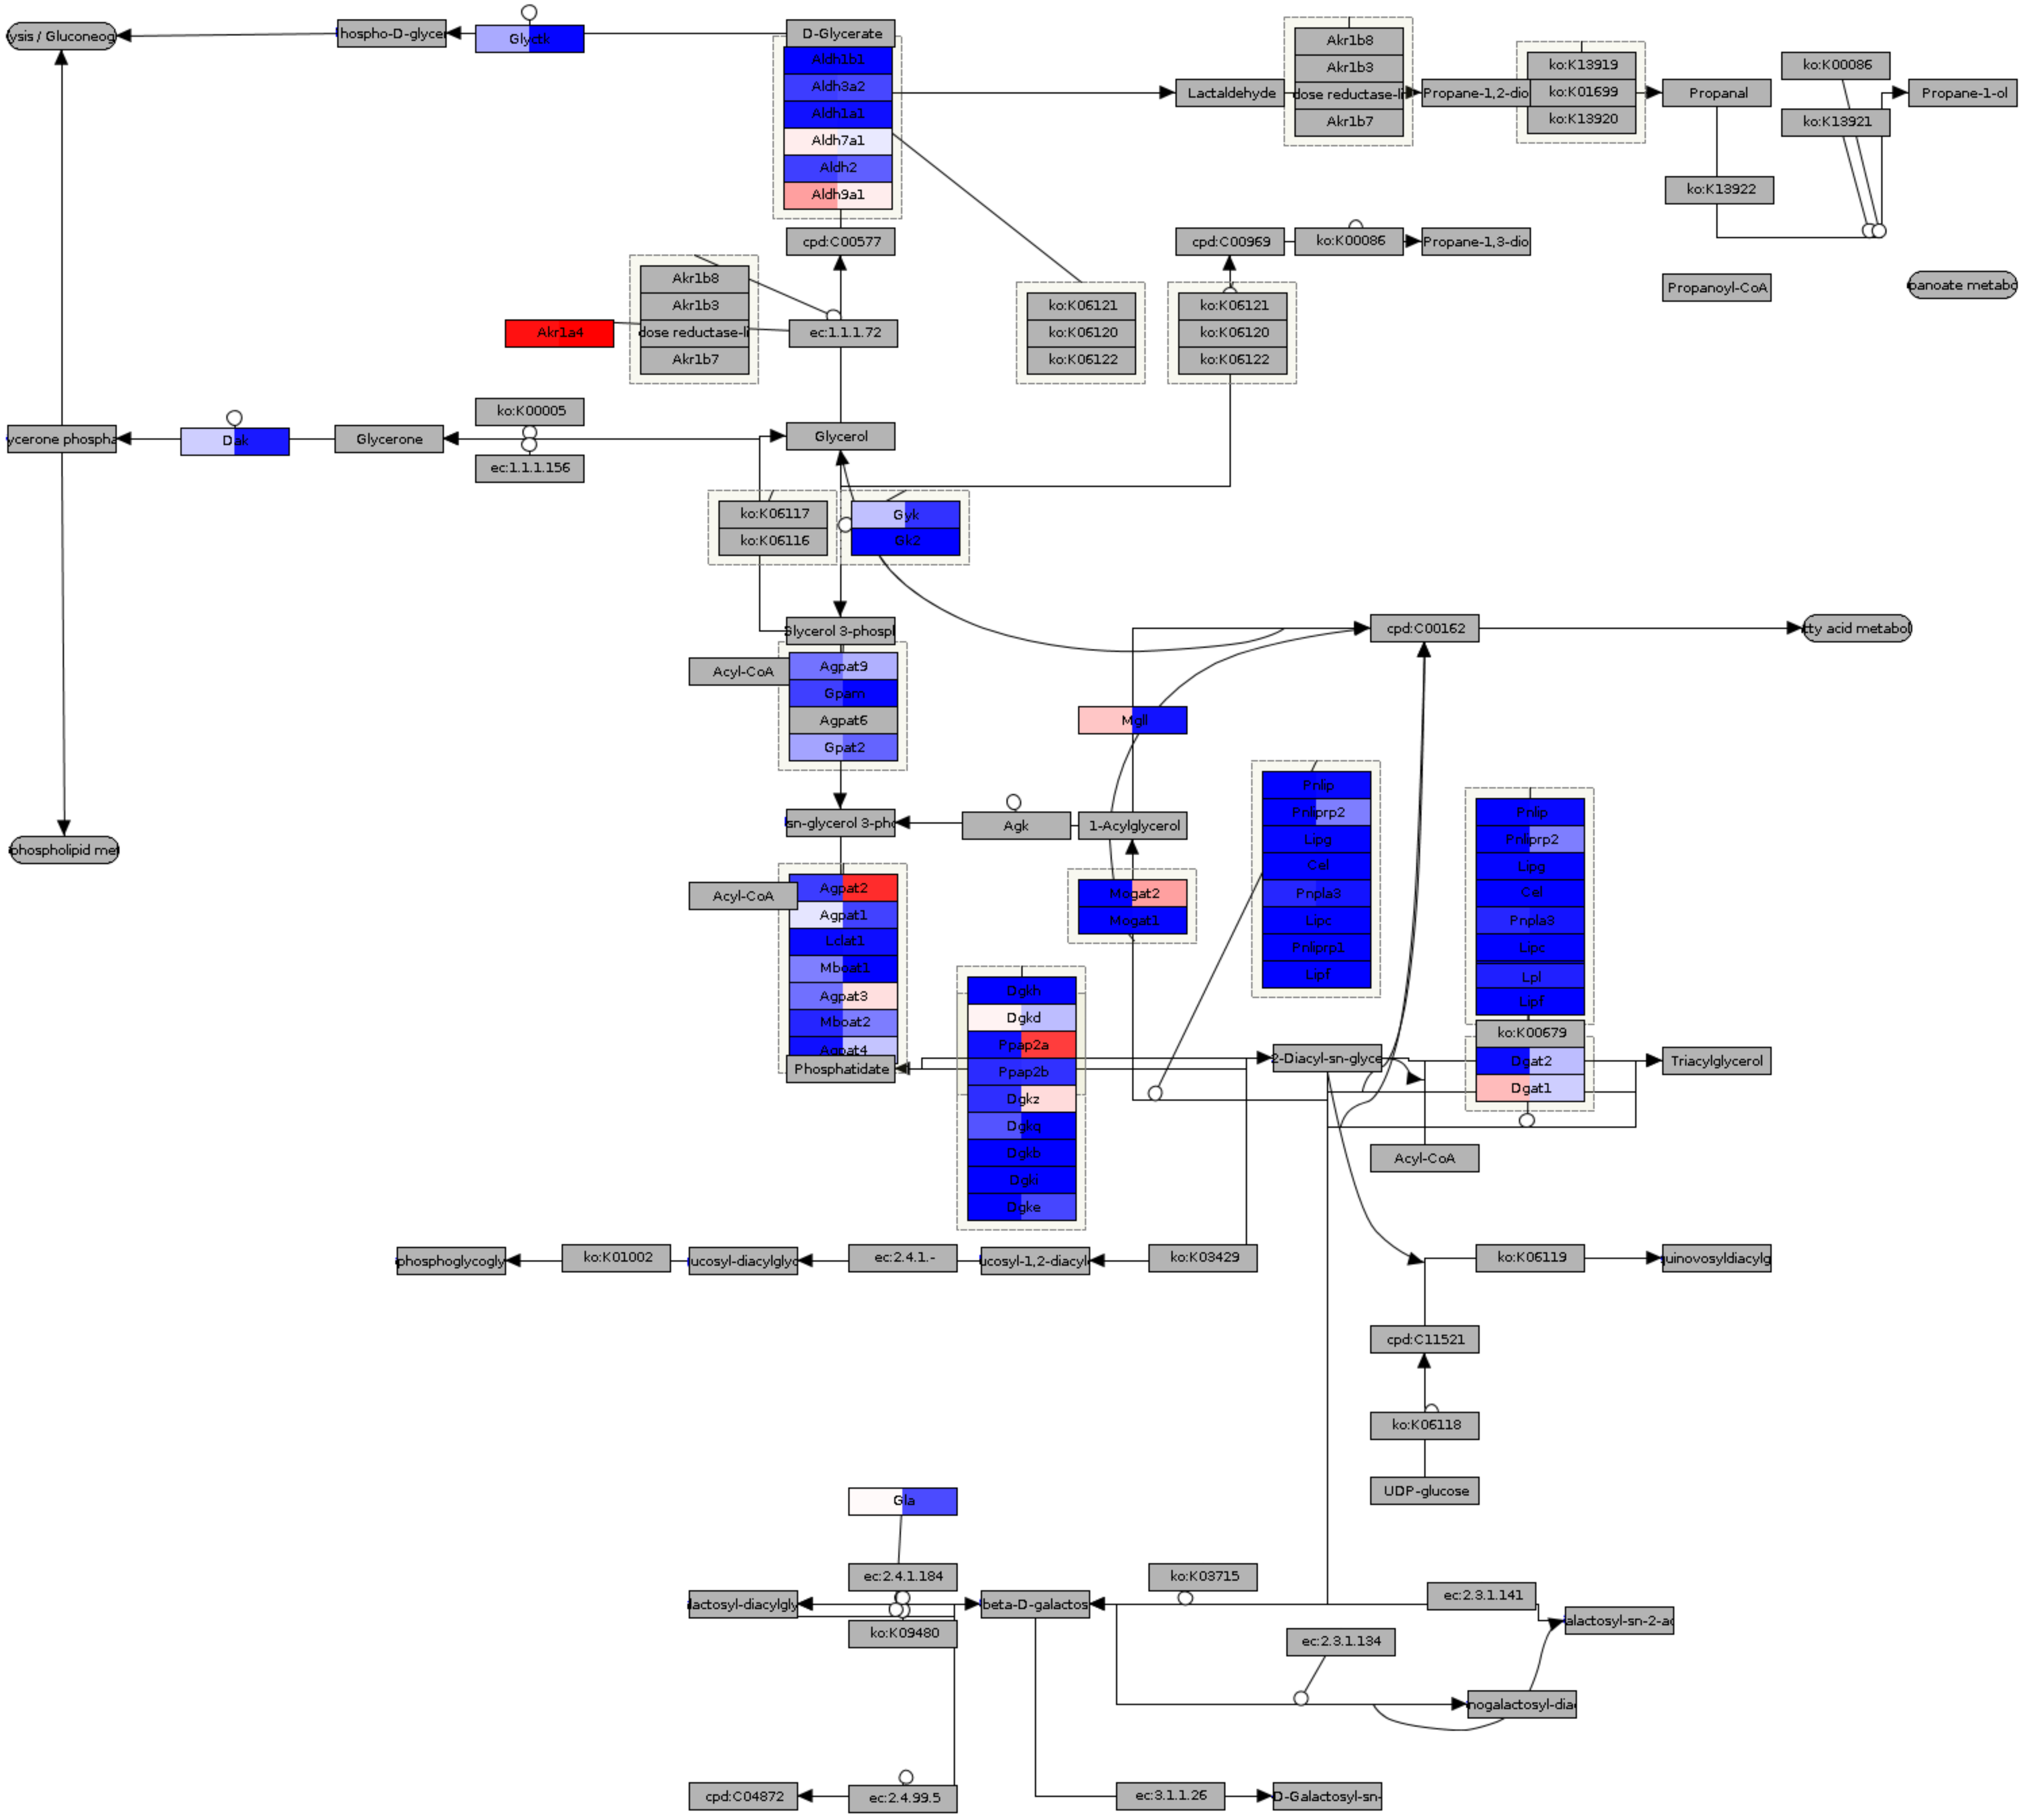 ysis / Gluconeog
hospho-D-glycer
Glyctk
D-Glycerate
Aldh1b1
Aldh3a2
Aldh1a1
Aldh7a1
Aldh2
Aldh9a1
Lactaldehyde
Akr1b8
Akr1b3
dose reductase-li
Akr1b7
Propane-1,2-dio
ko:K13919
ko:K01699
ko:K13920
Propanal
ko:K00086
ko:K13921
Propane-1-ol
ko:K13922
cpd:C00577
cpd:C00969
ko:K00086
Propane-1,3-dio
Propanoyl-CoA
panoate metabo
Akr1b8
Akr1b3
dose reductase-li
Akr1b7
Akr1a4
ec:1.1.1.72
ko:K06121
ko:K06120
ko:K06122
ko:K06121
ko:K06120
ko:K06122
ycerone phospha
Dak
Glycerone
ko:K00005
ec:1.1.1.156
Glycerol
ko:K06117
ko:K06116
Gyk
Gk2
Glycerol 3-phospl
Acyl-CoA
Agpat9
Gpam
Agpat6
Gpat2
cpd:C00162
tty acid metabol
Mgll
sn-glycerol 3-pho
Agk
1-Acylglycerol
phospholipid met
Acyl-CoA
Agpat2
Agpat1
Lclat1
Mboat1
Agpat3
Mboat2
Agpat4
Phosphatidate
Mogat2
Mogat1
Pnlip
Pnliprp2
Lipg
Cel
Pnpla3
Lipc
Pnliprp1
Lipf
Pnlip
Pnliprp2
Lipg
Cel
Pnpla3
Lipc
Lpl
Lipf
ko:K00679
Dgat2
Dgat1
Dgkh
Dgkd
Ppap2a
Ppap2b
Dgkz
Dgkq
Dgkb
Dgki
Dgke
2-Diacyl-sn-glyce
Triacylglycerol
Acyl-CoA
phosphoglycogly
ko:K01002
ucosyl-diacylglyc
ec:2.4.1.-
ucosyl-1,2-diacyl
ko:K03429
ko:K06119
uinovosyldiacylg
cpd:C11521
ko:K06118
UDP-glucose
Gla
ec:2.4.1.184
lactosyl-diacylgly
ko:K09480
beta-D-galactos
ko:K03715
ec:2.3.1.141
alactosyl-sn-2-ac
ec:2.3.1.134
nogalactosyl-dia
cpd:C04872
ec:2.4.99.5
ec:3.1.1.26
D-Galactosyl-sn-